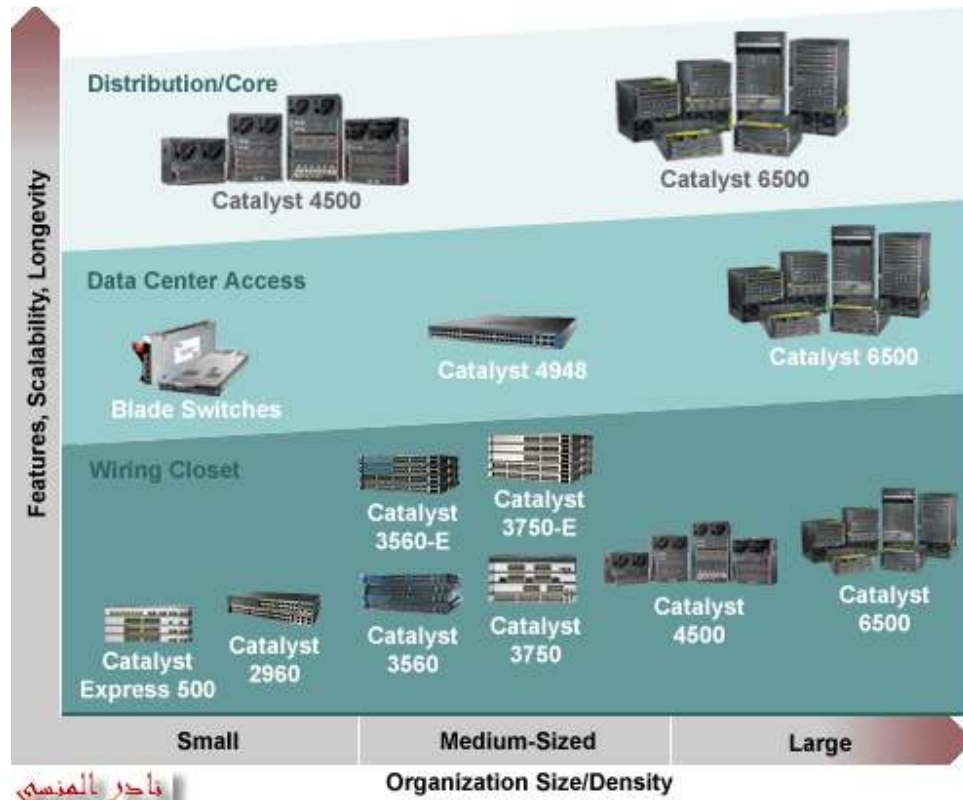 Features, Scalability, Longevity
Distribution/Core
Catalyst 4500
Catalyst 6500
Data Center Access
Blade Switches
Catalyst 4948
Catalyst 6500
Wiring Closet
Catalyst
3560-E
Catalyst
3750-E
Catalyst
Express 500
Catalyst
2960
Catalyst
3560
Catalyst
3750
Catalyst
4500
Catalyst
6500
Small
Medium-Sized
Large
Organization Size/Density
نادر المنسى